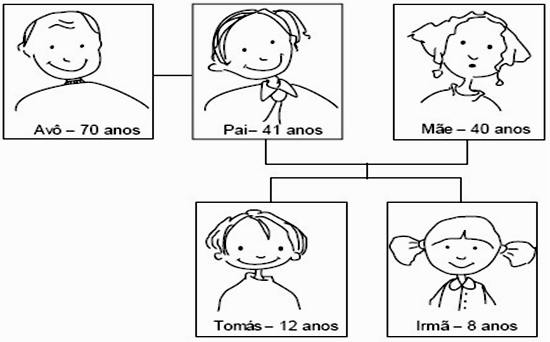 Avô – 70 anos
Pai – 41 anos
Mãe – 40 anos
Tomás – 12 anos
Irmã – 8 anos